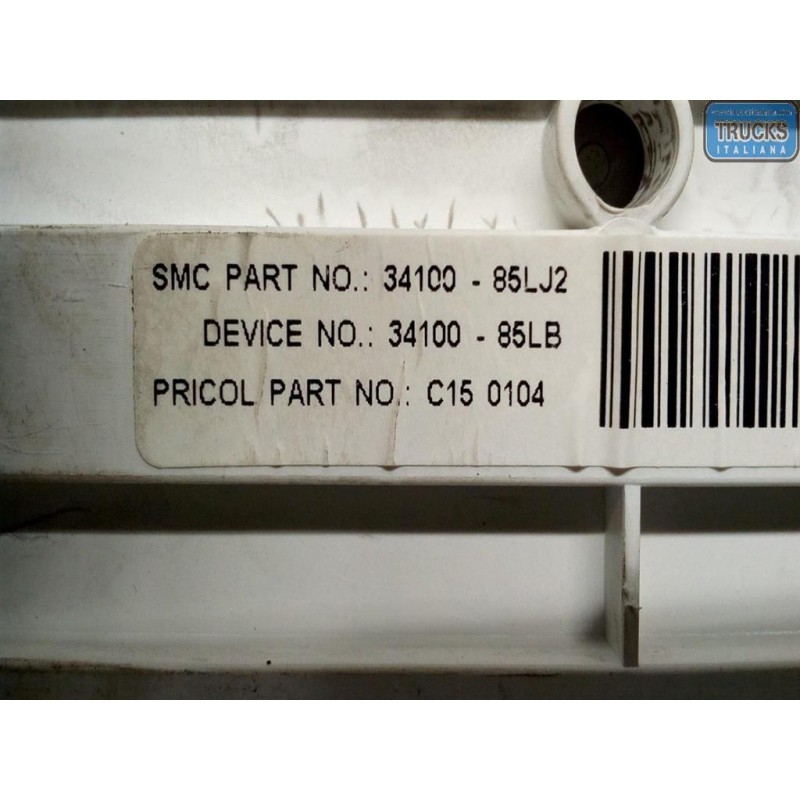 TRUCKS
ITALIANA
SMC PART NO.: 34100 - 85LJ2
DEVICE NO.: 34100 - 85LB
PRICOL PART NO.: C15 0104